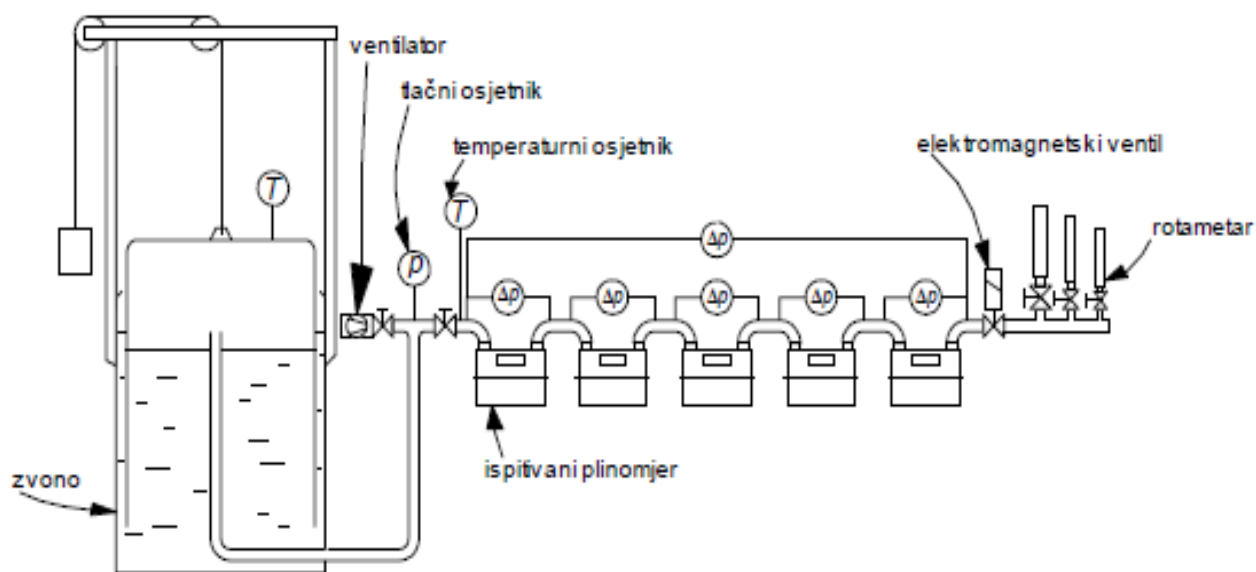 ventilator
tlačni osjetnik
temperaturni osjetnik
elektromagnetski ventil
T
T
p
rotametar
Δp
Δp
Δp
Δp
Δp
Δp
ispitivani plinomjer
zvono